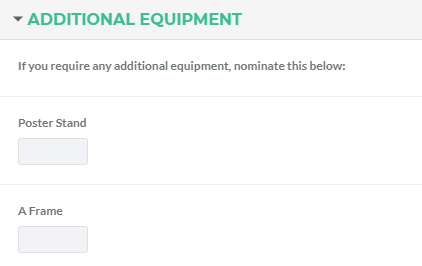 ADDITIONAL EQUIPMENT
If you require any additional equipment, nominate this below:
Poster Stand
A Frame